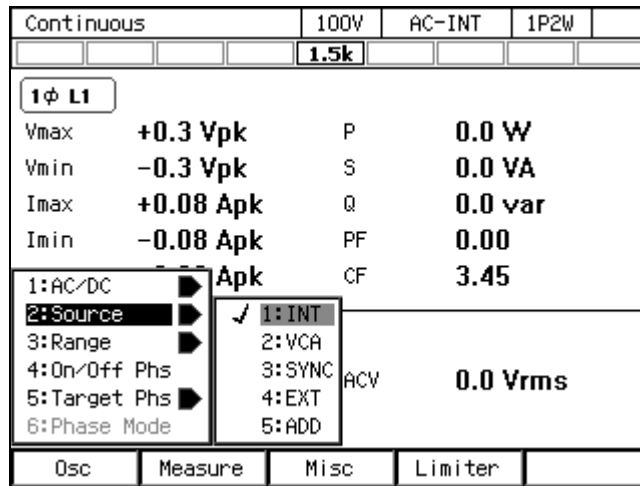 Continuous 100V AC-INT 1P2W
1.5k
1ϕ L1
Vmax +0.3 Vpk P 0.0 W
Vmin -0.3 Vpk S 0.0 VA
Imax +0.08 Apk Q 0.0 var
Imin -0.08 Apk PF 0.00
Apk CF 3.45
1:AC/DC
2:Source 1:INT
3:Range 2:VCA
4:On/Off Phs 3:SYNC
5:Target Phs 4:EXT
6:Phase Mode 5:ADD
ACV 0.0 Vrms
Osc Measure Misc Limiter